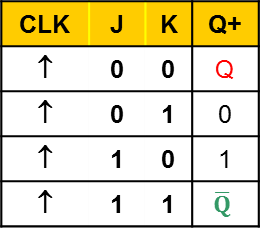 CLK J K Q+
↑ 0 0 Q
↑ 0 1 0
↑ 1 0 1
↑ 1 1 Q̅